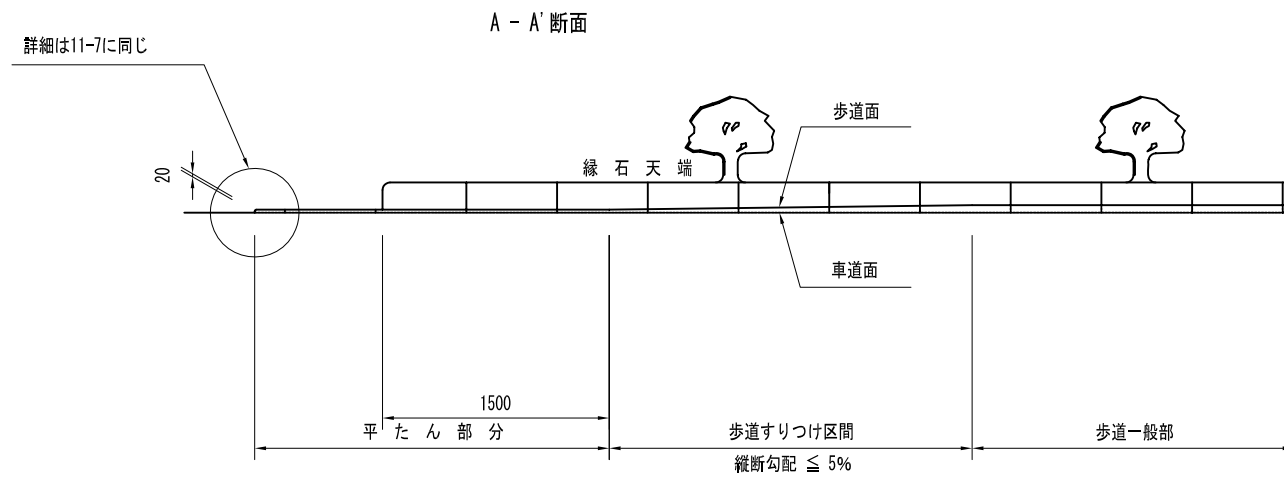 A - A'断面
詳細は11-7に同じ
歩道面
20
縁石天端
車道面
1500
平たん部分
歩道すりつけ区間
歩道一般部
縦断勾配 ≦ 5%